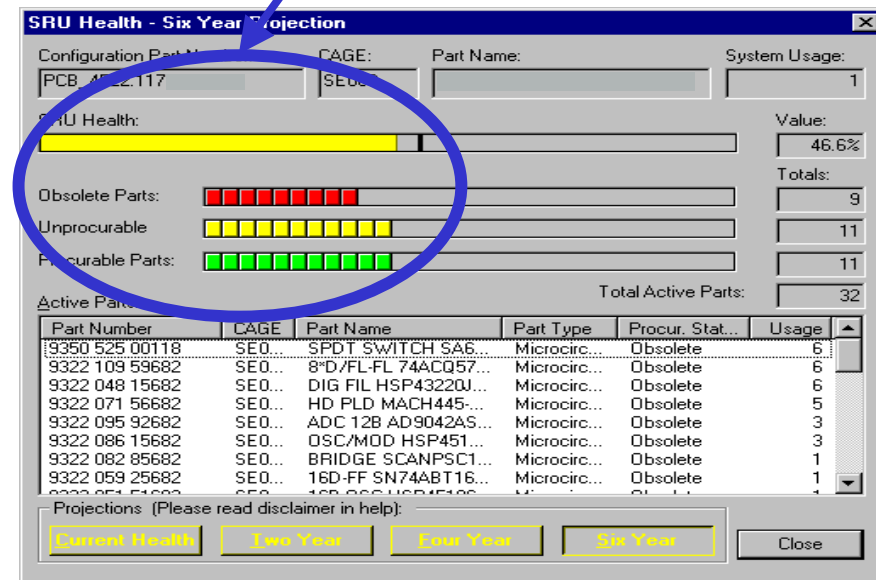 SRU Health - Six Year Projection
Configuration Part CAGE: Part Name: System Usage:
PCB 1
SRU Health: Value:
46.6%
Totals:
Obsolete Parts: 9
Unprocurable 11
Procurable Parts: 11
Total Active Parts: 32
Active Parts
Part Number CAGE Part Name Part Type Procur. Stat... Usage
9350 525 00118 SE0... SPDT SWITCH SA6... Microcirc... Obsolete 6
9322 109 59682 SE0... 8*D/FL-FL 74ACQ57... Microcirc... Obsolete 6
9322 048 15682 SE0... DIG FIL HSP43220J... Microcirc... Obsolete 6
9322 071 56682 SE0... HD PLD MACH445-... Microcirc... Obsolete 5
9322 095 92682 SE0... ADC 12B AD9042AS... Microcirc... Obsolete 3
9322 086 15682 SE0... OSC/MOD HSP451... Microcirc... Obsolete 3
9322 082 85682 SE0... BRIDGE SCANPSC1... Microcirc... Obsolete 1
9322 059 25682 SE0... 16D-FF SN74ABT16... Microcirc... Obsolete 1
Projections (Please read disclaimer in help):
Current Health Two Year Four Year Six Year Close